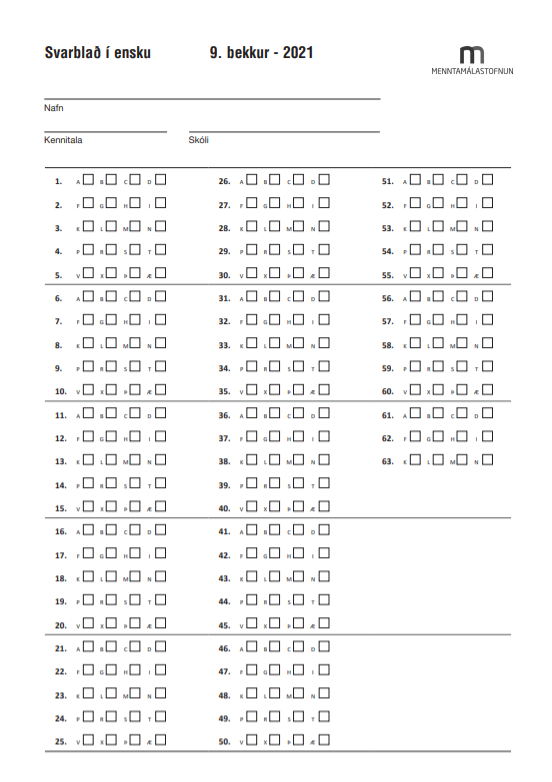 Svarblað í ensku 9. bekkur - 2021
MENNTAMÁLASTOFNUN
Nafn
Kennitala Skóli
1. A B C D 26. A B C D 51. A B C D
2. F G H I 27. F G H I 52. F G H I
3. K L M N 28. K L M N 53. K L M N
4. P R S T 29. P R S T 54. P R S T
5. V X Þ Æ 30. V X Þ Æ 55. V X Þ Æ
6. A B C D 31. A B C D 56. A B C D
7. F G H I 32. F G H I 57. F G H I
8. K L M N 33. K L M N 58. K L M N
9. P R S T 34. P R S T 59. P R S T
10. V X Þ Æ 35. V X Þ Æ 60. V X Þ Æ
11. A B C D 36. A B C D 61. A B C D
12. F G H I 37. F G H I 62. F G H I
13. K L M N 38. K L M N 63. K L M N
14. P R S T 39. P R S T
15. V X Þ Æ 40. V X Þ Æ
16. A B C D 41. A B C D
17. F G H I 42. F G H I
18. K L M N 43. K L M N
19. P R S T 44. P R S T
20. V X Þ Æ 45. V X Þ Æ
21. A B C D 46. A B C D
22. F G H I 47. F G H I
23. K L M N 48. K L M N
24. P R S T 49. P R S T
25. V X Þ Æ 50. V X Þ Æ